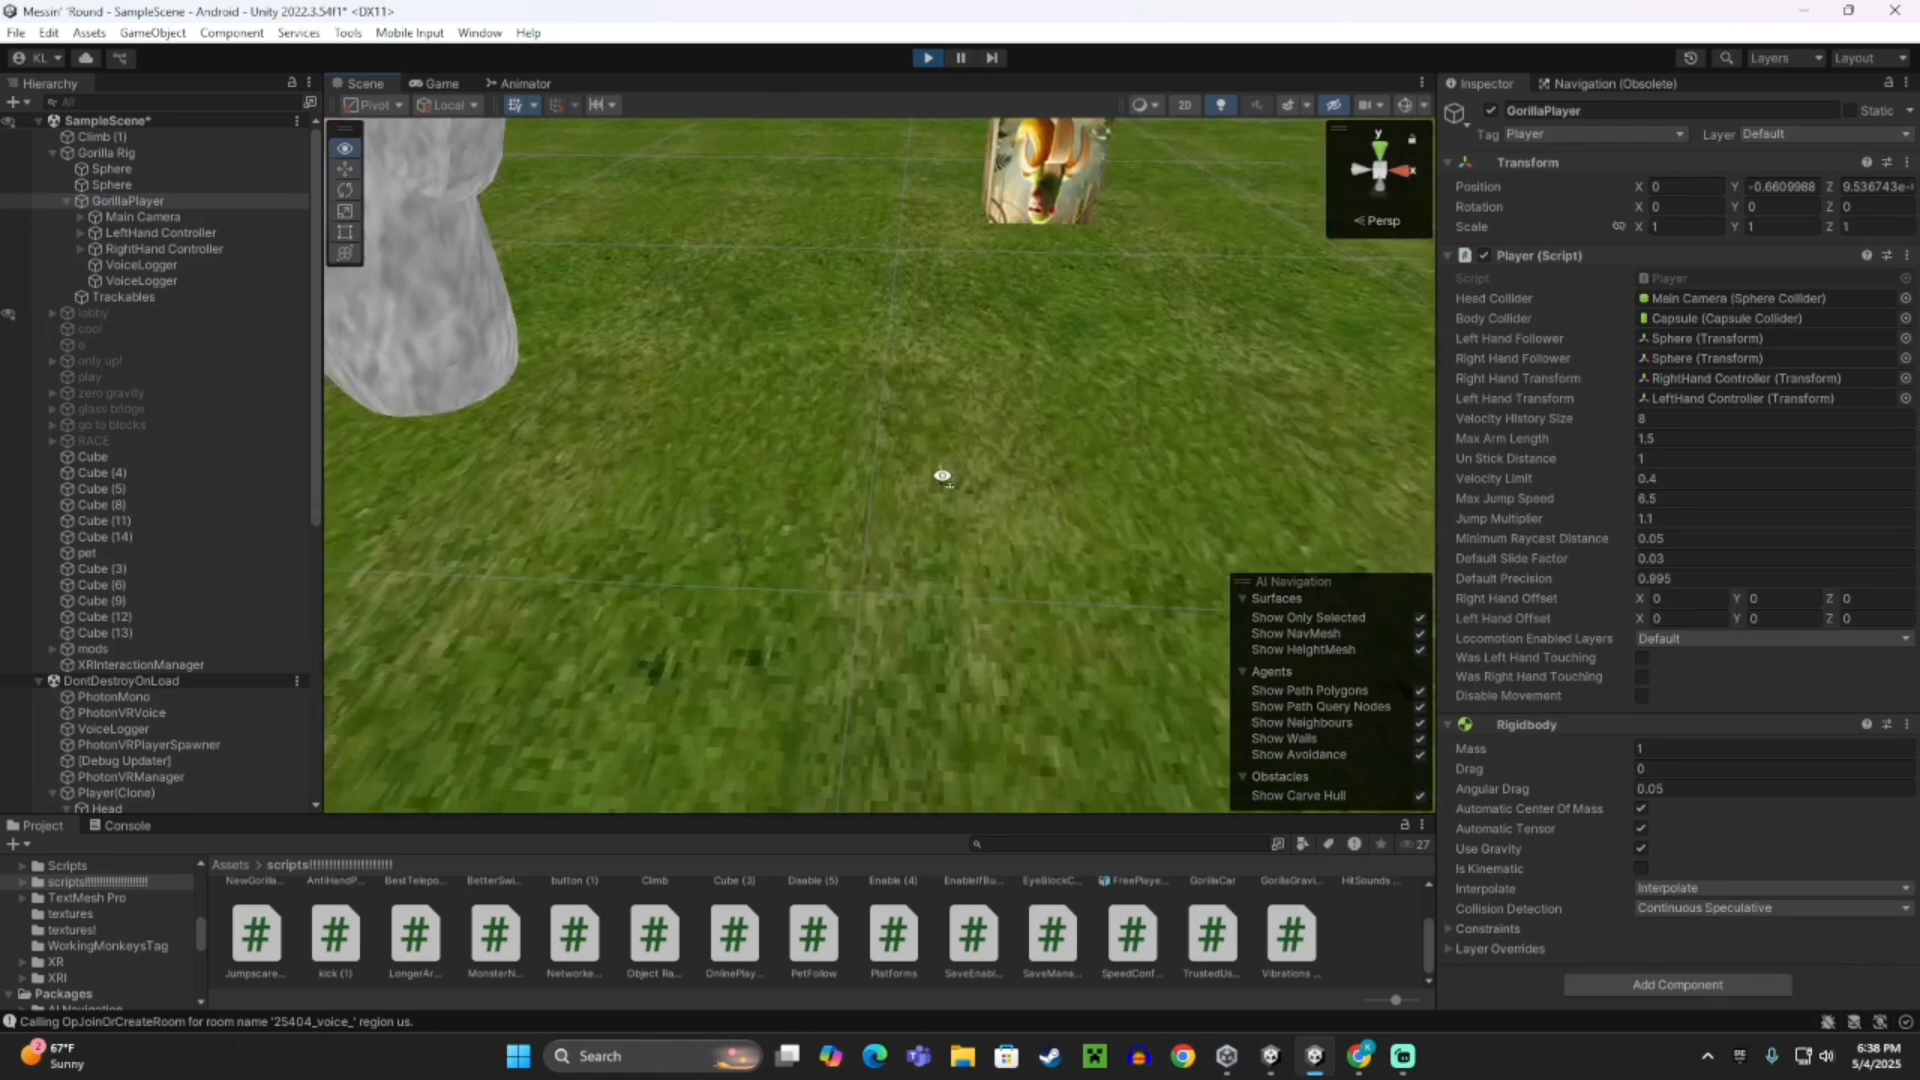 Messin' 'Round - SampleScene - Android - Unity 2022.3.54f1* <DX11>
File Edit Assets GameObject Component Services Tools Mobile Input Window Help
KL Layers Layout
Hierarchy Scene Game Animator Inspector Navigation (Obsolete)
All
Pivot Local 2D
SampleScene*
Climb (1)
Gorilla Rig
Sphere
Sphere
GorillaPlayer
Main Camera
LeftHand Controller
RightHand Controller
VoiceLogger
VoiceLogger
Trackables
lobby
cool
o
only up!
play
zero gravity
glass bridge
go to blocks
RACE
Cube
Cube (4)
Cube (5)
Cube (8)
Cube (11)
Cube (14)
pet
Cube (3)
Cube (6)
Cube (9)
Cube (12)
Cube (13)
mods
XRInteractionManager
DontDestroyOnLoad
PhotonMono
PhotonVRVoice
VoiceLogger
PhotonVRPlayerSpawner
[Debug Updater]
PhotonVRManager
Player(Clone)
Head
y
x
Persp
AI Navigation
Surfaces
Show Only Selected
Show NavMesh
Show HeightMesh
Agents
Show Path Polygons
Show Path Query Nodes
Show Neighbours
Show Walls
Show Avoidance
Obstacles
Show Carve Hull
GorillaPlayer Static
Tag Player Layer Default
Transform
Position X 0 Y -0.6609988 Z 9.536743e-
Rotation X 0 Y 0 Z 0
Scale X 1 Y 1 Z 1
Player (Script)
Script Player
Head Collider Main Camera (Sphere Collider)
Body Collider Capsule (Capsule Collider)
Left Hand Follower Sphere (Transform)
Right Hand Follower Sphere (Transform)
Right Hand Transform RightHand Controller (Transform)
Left Hand Transform LeftHand Controller (Transform)
Velocity History Size 8
Max Arm Length 1.5
Un Stick Distance 1
Velocity Limit 0.4
Max Jump Speed 6.5
Jump Multiplier 1.1
Minimum Raycast Distance 0.05
Default Slide Factor 0.03
Default Precision 0.995
Right Hand Offset X 0 Y 0 Z 0
Left Hand Offset X 0 Y 0 Z 0
Locomotion Enabled Layers Default
Was Left Hand Touching
Was Right Hand Touching
Disable Movement
Rigidbody
Mass 1
Drag 0
Angular Drag 0.05
Automatic Center Of Mass
Automatic Tensor
Use Gravity
Is Kinematic
Interpolate Interpolate
Collision Detection Continuous Speculative
Constraints
Layer Overrides
Add Component
Project Console
27
Scripts
scripts!!!!!!!!!!!!!!!!!!!!!
TextMesh Pro
textures
textures!
WorkingMonkeysTag
XR
XRI
Packages
AI Navigation
Assets > scripts!!!!!!!!!!!!!!!!!!!!!
NewGorilla... AntiHandP... BestTelepo... BetterSwi... button (1) Climb Cube (3) Disable (5) Enable (4) EnableIfBu... EyeBlockC... FreePlaye... GorillaCar GorillaGravi... HitSounds ...
Jumpscare... kick (1) LongerAr... MonsterN... Networke... Object Ra... OnlinePlay... PetFollow Platforms SaveEnabl... SaveMana... SpeedConf... TrustedUs... Vibrations ...
Calling OpJoinOrCreateRoom for room name '25404_voice_' region us.
2
67°F
Sunny
Search
6:38 PM
5/4/2025